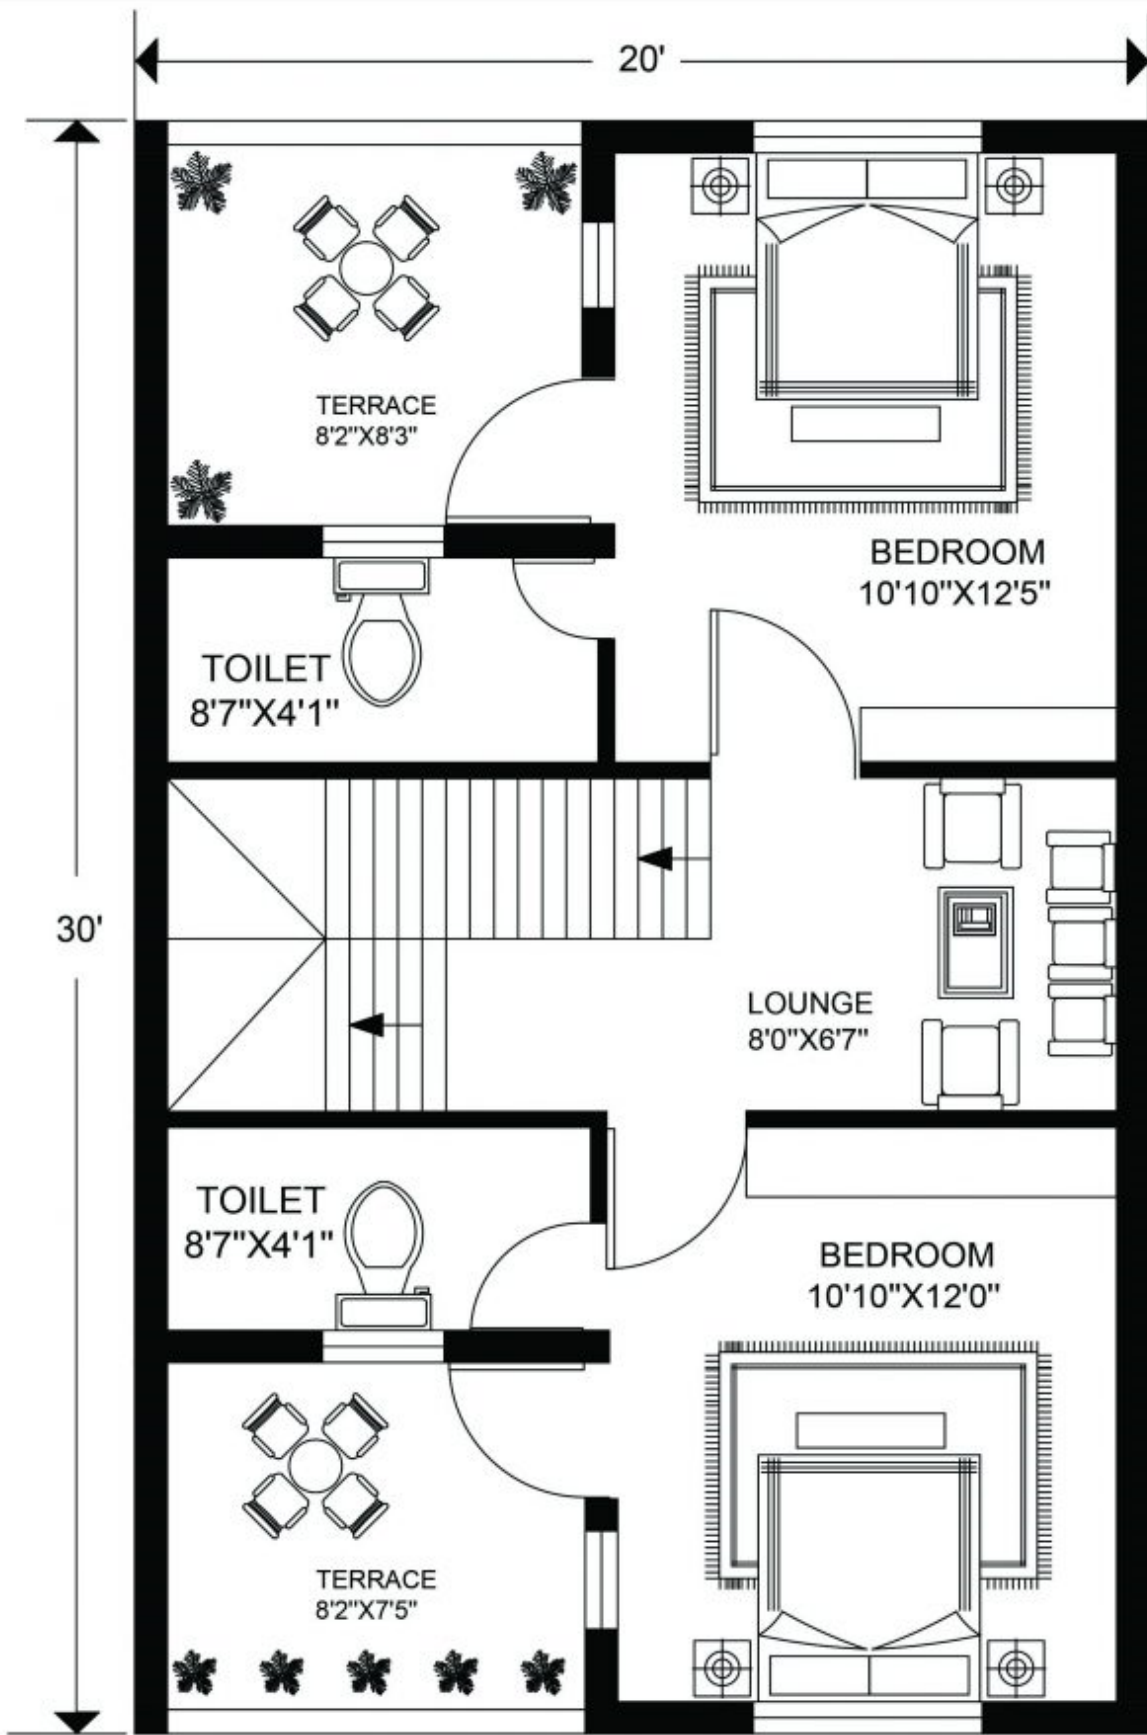 20'
TERRACE
8'2"X8'3"
BEDROOM
10'10"X12'5"
TOILET
8'7"X4'1"
30'
LOUNGE
8'0"X6'7"
TOILET
8'7"X4'1"
BEDROOM
10'10"X12'0"
TERRACE
8'2"X7'5"